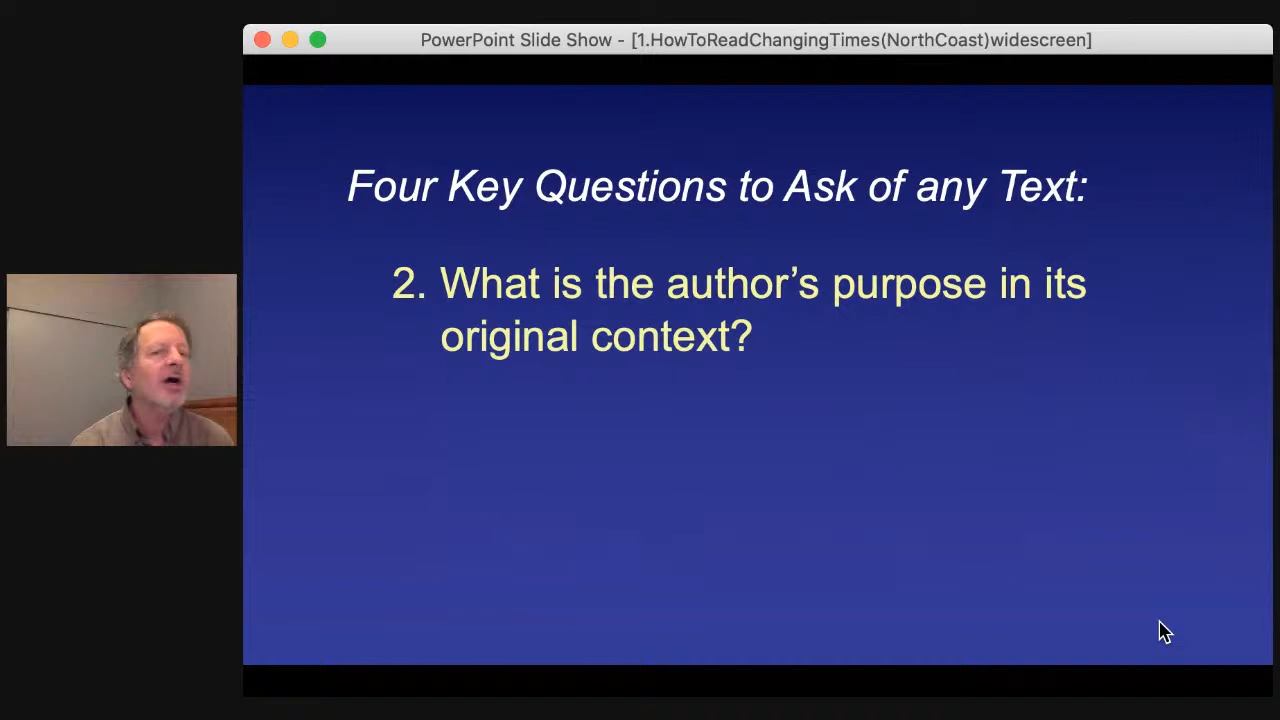 PowerPoint Slide Show - [1.HowToReadChangingTimes(NorthCoast)widescreen]
Four Key Questions to Ask of any Text:
2. What is the author’s purpose in its
original context?